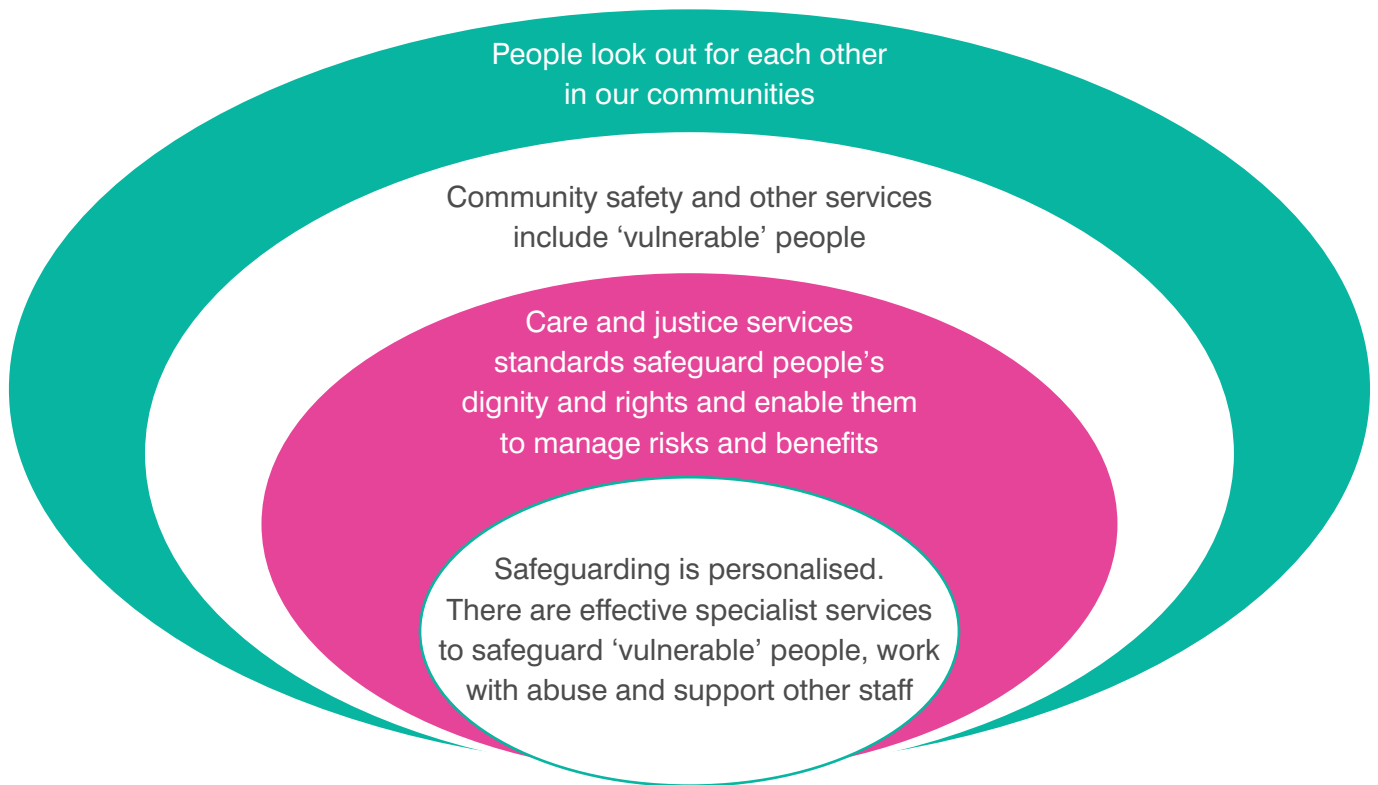 People look out for each other
in our communities
Community safety and other services
include ‘vulnerable’ people
Care and justice services
standards safeguard people’s
dignity and rights and enable them
to manage risks and benefits
Safeguarding is personalised.
There are effective specialist services
to safeguard ‘vulnerable’ people, work
with abuse and support other staff